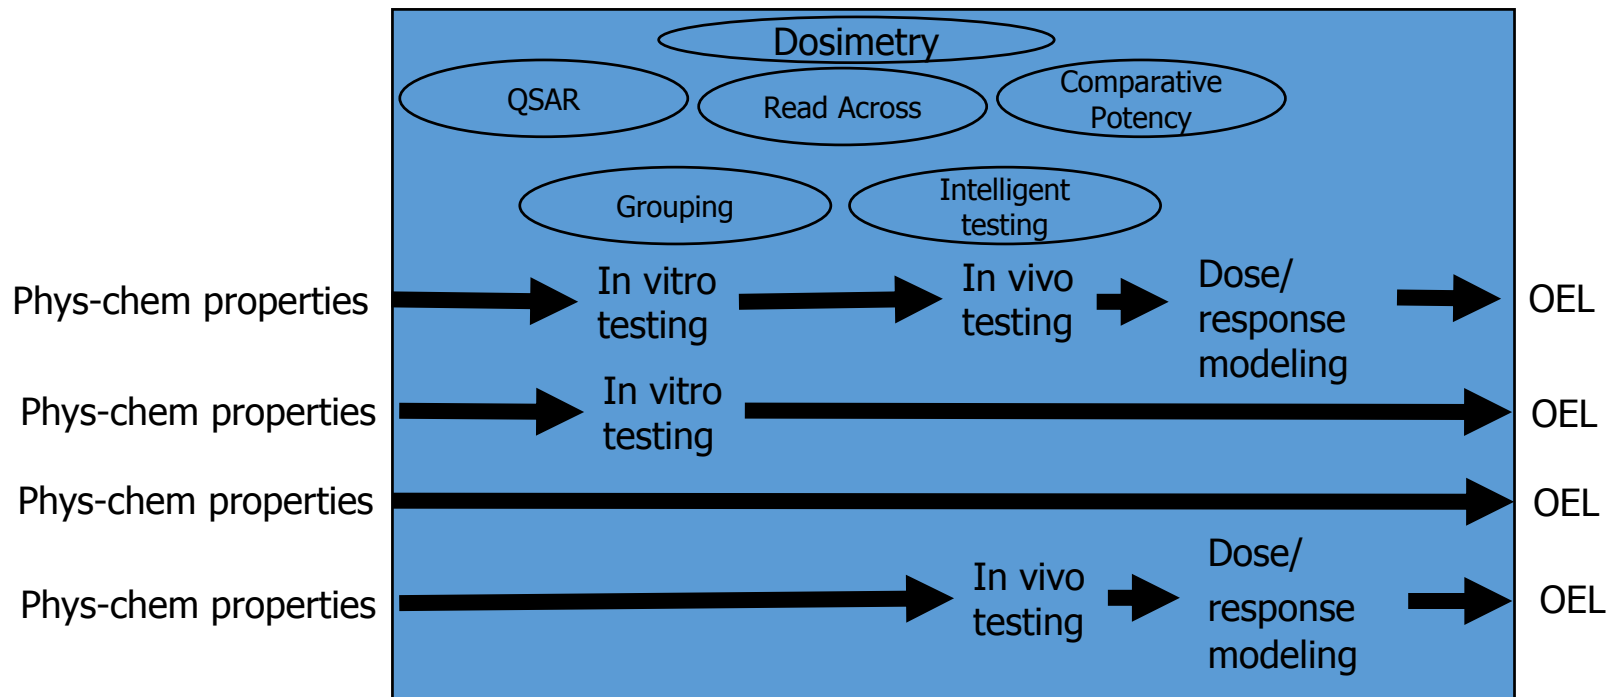 Dosimetry
QSAR
Read Across
Comparative
Potency
Grouping
Intelligent
testing
Phys-chem properties
In vitro
testing
In vivo
testing
Dose/
response
modeling
OEL
Phys-chem properties
In vitro
testing
OEL
Phys-chem properties
OEL
Phys-chem properties
In vivo
testing
Dose/
response
modeling
OEL